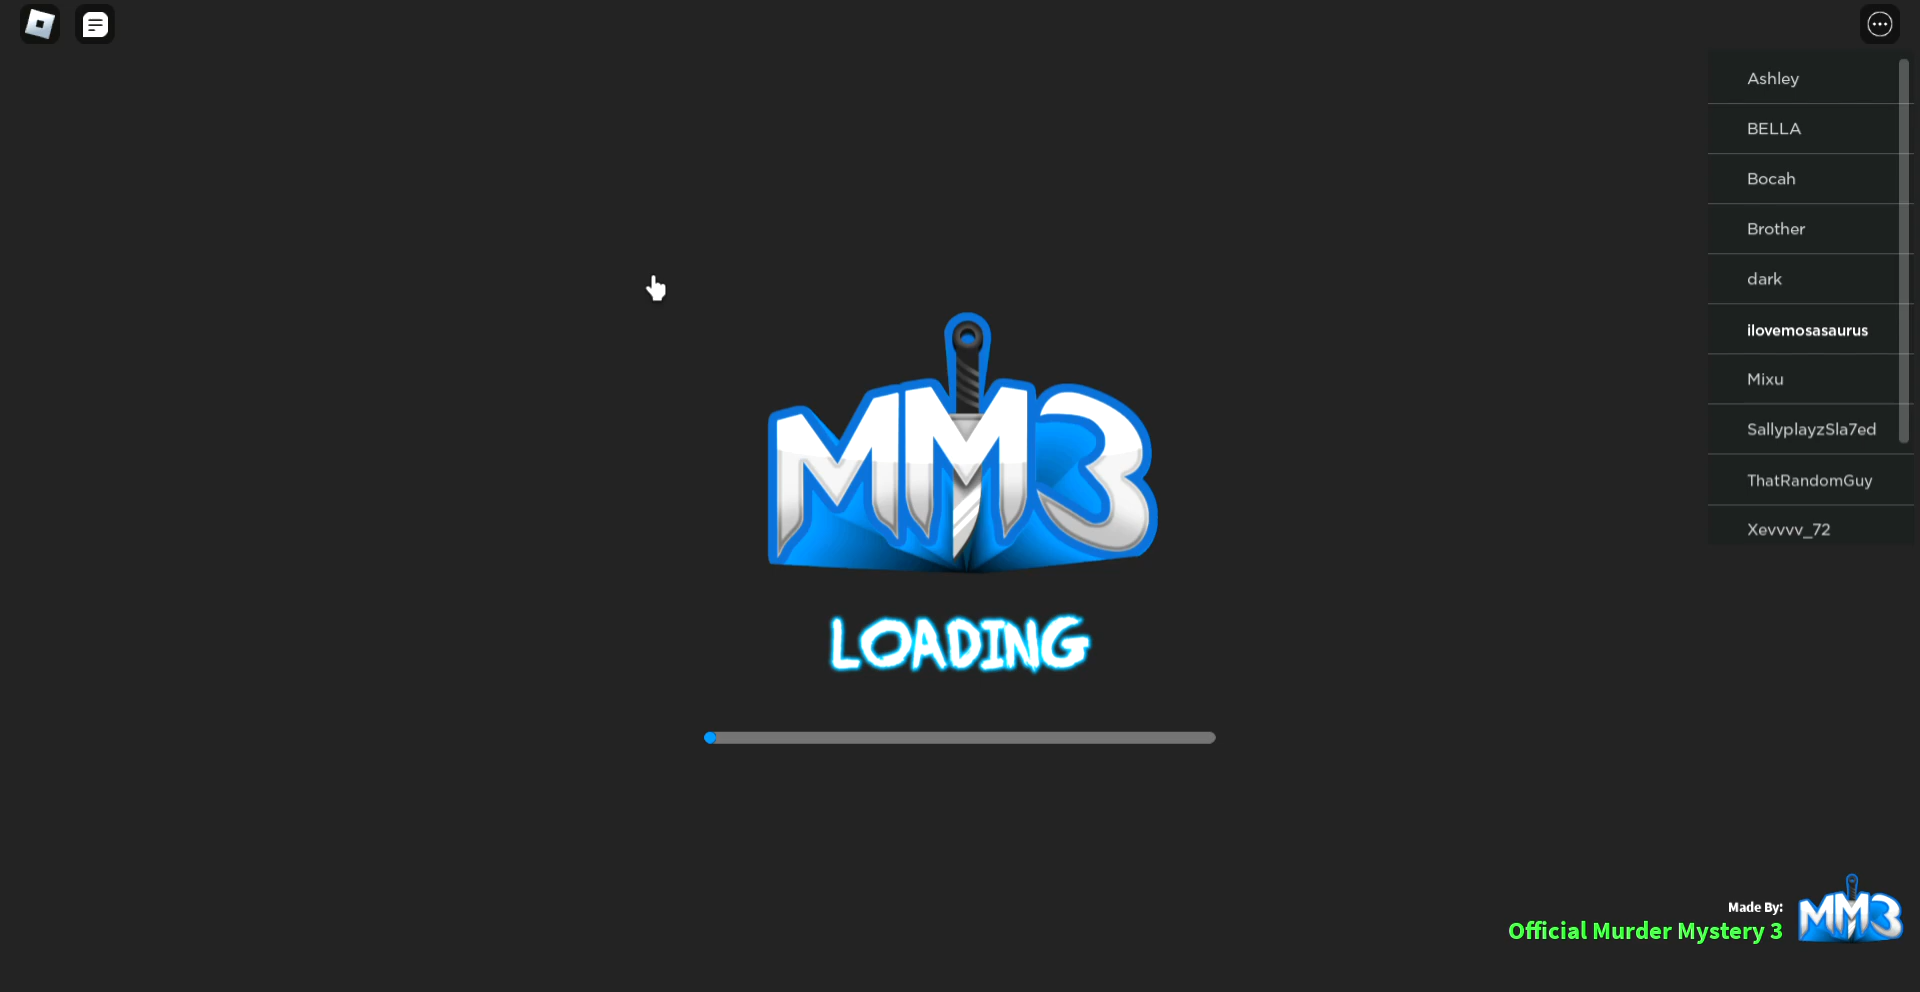 Ashley
BELLA
Bocah
Brother
dark
ilovemosasaurus
Mixu
SallyplayzSla7ed
ThatRandomGuy
Xevvvv_72
MM3
LOADING
Made By:
Official Murder Mystery 3
MM3